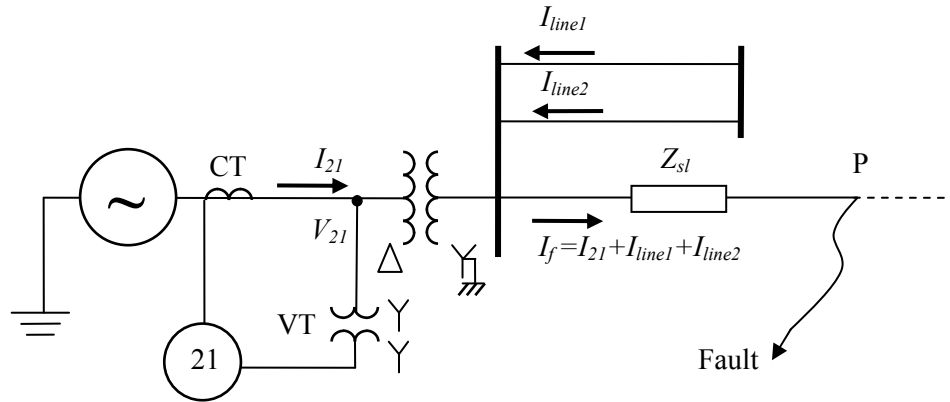 I_line1
I_line2
CT
I_21
Z_sl
P
~
V_21
Δ
I_f=I_21+I_line1+I_line2
VT
21
Fault